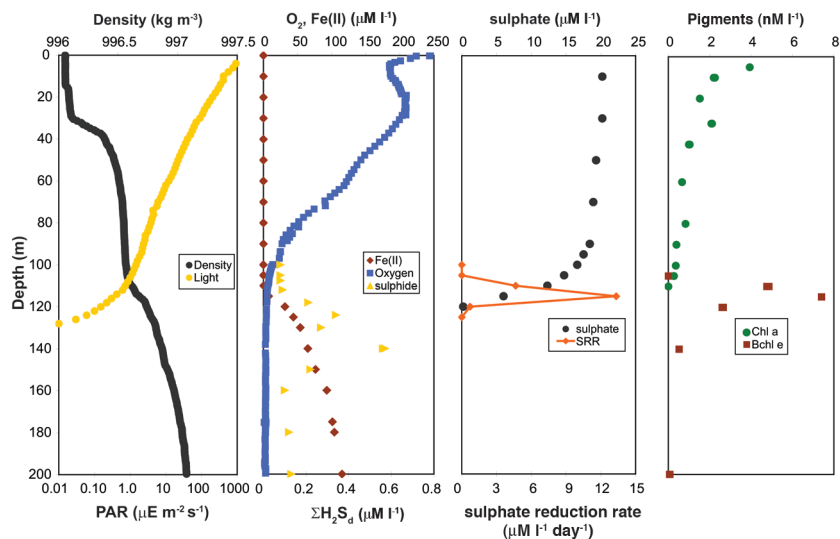 Density (kg m⁻³)
996 996.5 997 997.5
O₂, Fe(II) (μM l⁻¹)
0 50 100 150 200 250
sulphate (μM l⁻¹)
0 5 10 15 20 25
Pigments (nM l⁻¹)
0 2 4 6 8
Depth (m)
0
20
40
60
80
100
120
140
160
180
200
Density
Light
Fe(II)
Oxygen
sulphide
sulphate
SRR
Chl a
Bchl e
0.01 0.10 1.0 10 100 1000
PAR (μE m⁻² s⁻¹)
0 0.2 0.4 0.6 0.8
ΣH₂S_d (μM l⁻¹)
0 3 6 9 12 15
sulphate reduction rate
(μM l⁻¹ day⁻¹)